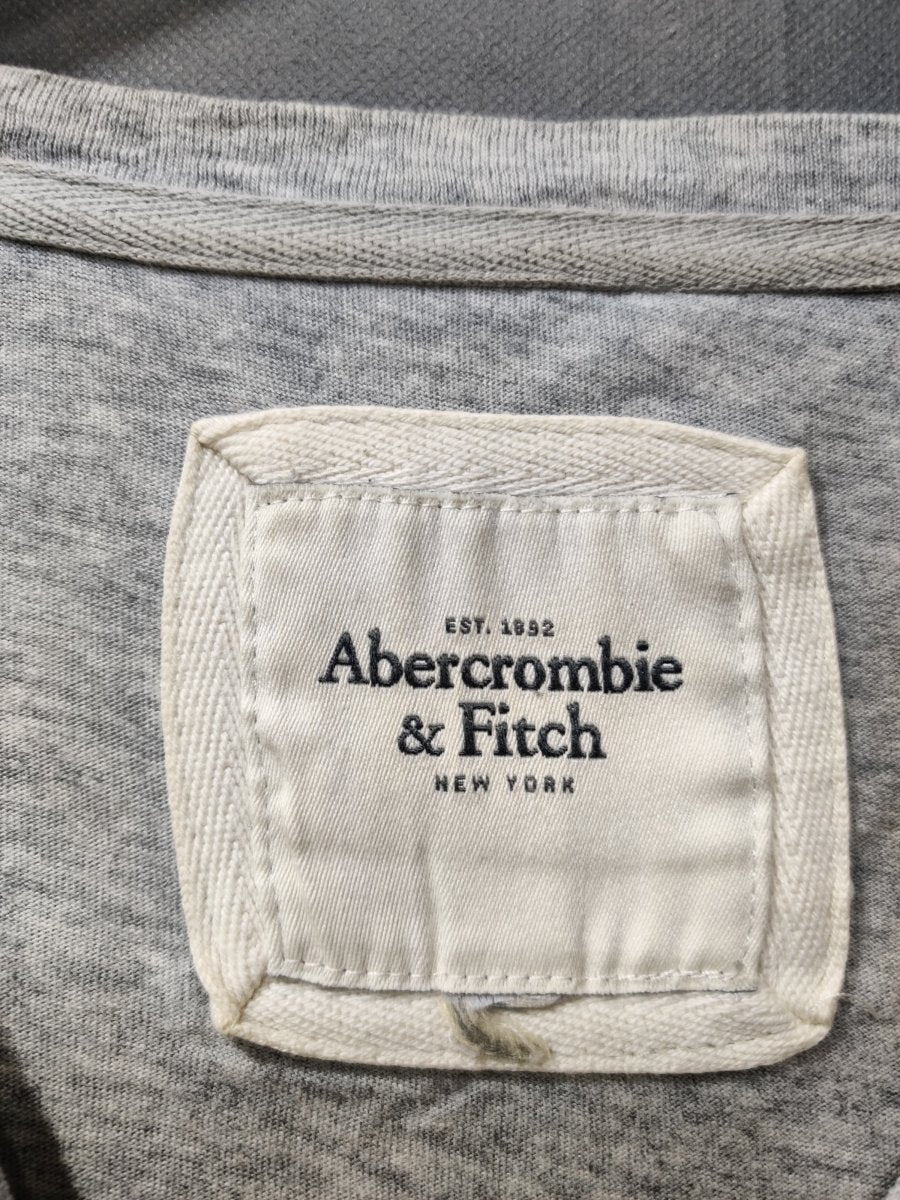 EST. 1892
Abercrombie
& Fitch
NEW YORK